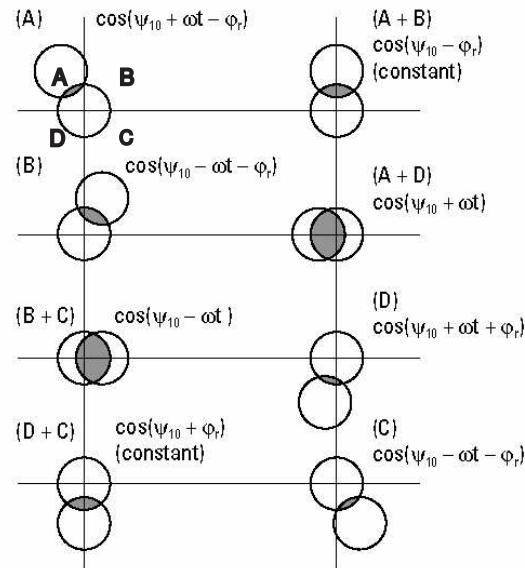 (A) cos(ψ₁₀ + ωt – φᵣ)
(A + B)
cos(ψ₁₀ – φᵣ)
(constant)
A B
D C
(B) cos(ψ₁₀ – ωt – φᵣ)
(A + D)
cos(ψ₁₀ + ωt)
(B + C) cos(ψ₁₀ – ωt )
(D)
cos(ψ₁₀ + ωt + φᵣ)
(D + C) cos(ψ₁₀ + φᵣ)
(constant)
(C)
cos(ψ₁₀ – ωt – φᵣ)